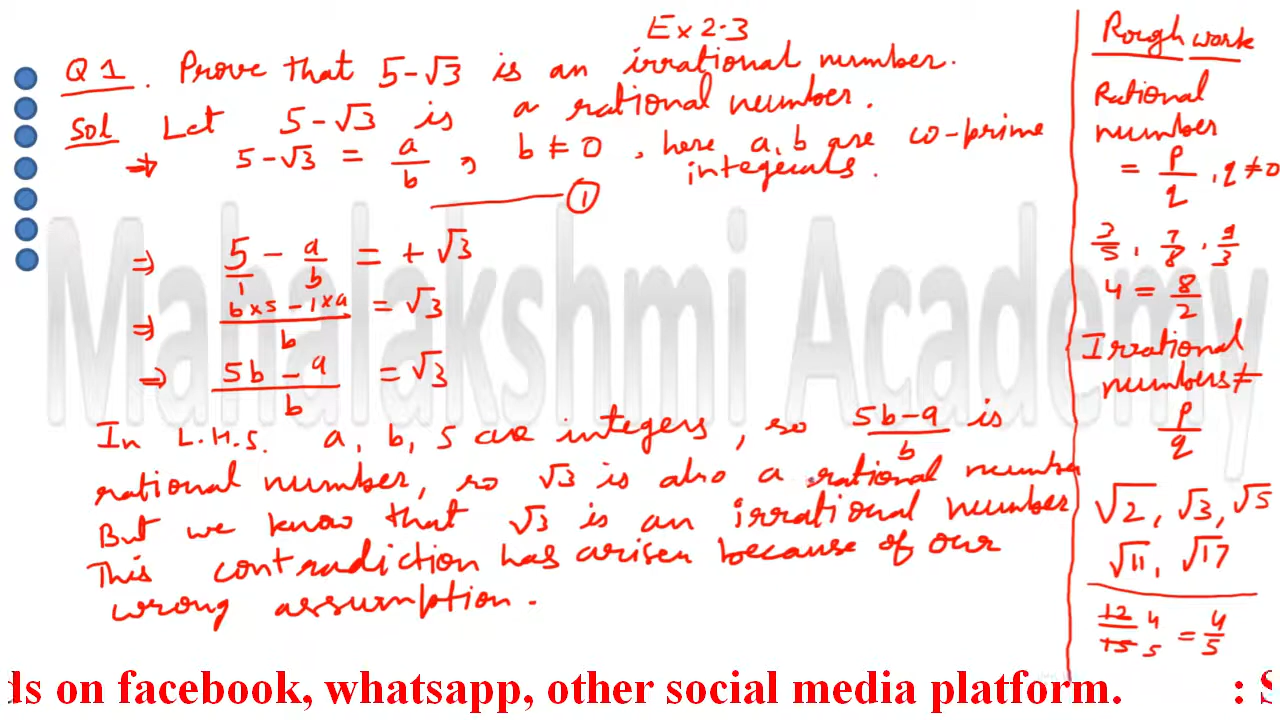 Ex 2.3
Q1. Prove that 5-√3 is an irrational number.
Sol Let 5-√3 is a rational number.
⇒ 5-√3 = a/b, b≠0, here a, b are co-prime
integerals.
①
⇒ 5/1 - a/b = +√3
⇒ (b×5-1×a)/b = √3
⇒ (5b-a)/b = √3
In L.H.S. a, b, 5 are integers, so (5b-a)/b is
rational number, so √3 is also a rational number
But we know that √3 is an irrational number
This contradiction has arisen because of our
wrong assumption.
Rough work
Rational
number
= p/q, q≠0
3/5, 7/8, 9/3
4 = 8/2
Irrational
numbers ≠
p/q
√2, √3, √5
√11, √17
12/15 4/5 = 4/5
Mahalakshmi Academy
ds on facebook, whatsapp, other social media platform. : S